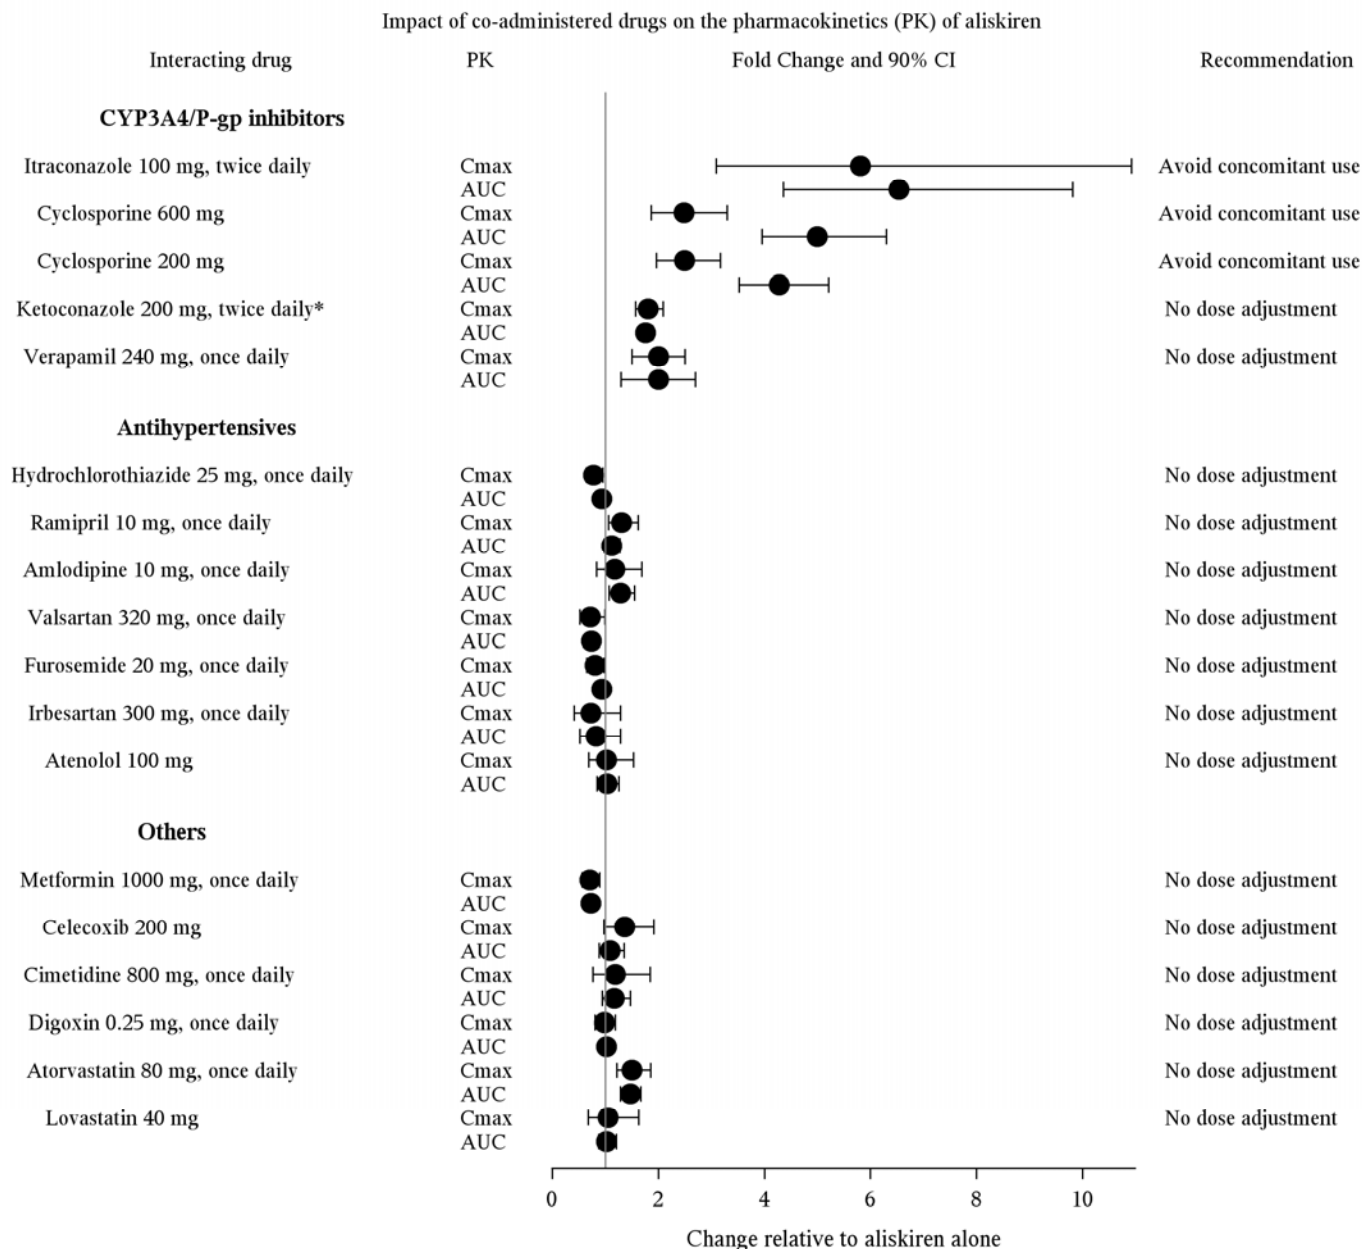 Impact of co-administered drugs on the pharmacokinetics (PK) of aliskiren
Interacting drug PK Fold Change and 90% CI Recommendation
CYP3A4/P-gp inhibitors
Itraconazole 100 mg, twice daily Cmax Avoid concomitant use
AUC
Cyclosporine 600 mg Cmax Avoid concomitant use
AUC
Cyclosporine 200 mg Cmax Avoid concomitant use
AUC
Ketoconazole 200 mg, twice daily* Cmax No dose adjustment
AUC
Verapamil 240 mg, once daily Cmax No dose adjustment
AUC
Antihypertensives
Hydrochlorothiazide 25 mg, once daily Cmax No dose adjustment
AUC
Ramipril 10 mg, once daily Cmax No dose adjustment
AUC
Amlodipine 10 mg, once daily Cmax No dose adjustment
AUC
Valsartan 320 mg, once daily Cmax No dose adjustment
AUC
Furosemide 20 mg, once daily Cmax No dose adjustment
AUC
Irbesartan 300 mg, once daily Cmax No dose adjustment
AUC
Atenolol 100 mg Cmax No dose adjustment
AUC
Others
Metformin 1000 mg, once daily Cmax No dose adjustment
AUC
Celecoxib 200 mg Cmax No dose adjustment
AUC
Cimetidine 800 mg, once daily Cmax No dose adjustment
AUC
Digoxin 0.25 mg, once daily Cmax No dose adjustment
AUC
Atorvastatin 80 mg, once daily Cmax No dose adjustment
AUC
Lovastatin 40 mg Cmax No dose adjustment
AUC
0 2 4 6 8 10
Change relative to aliskiren alone